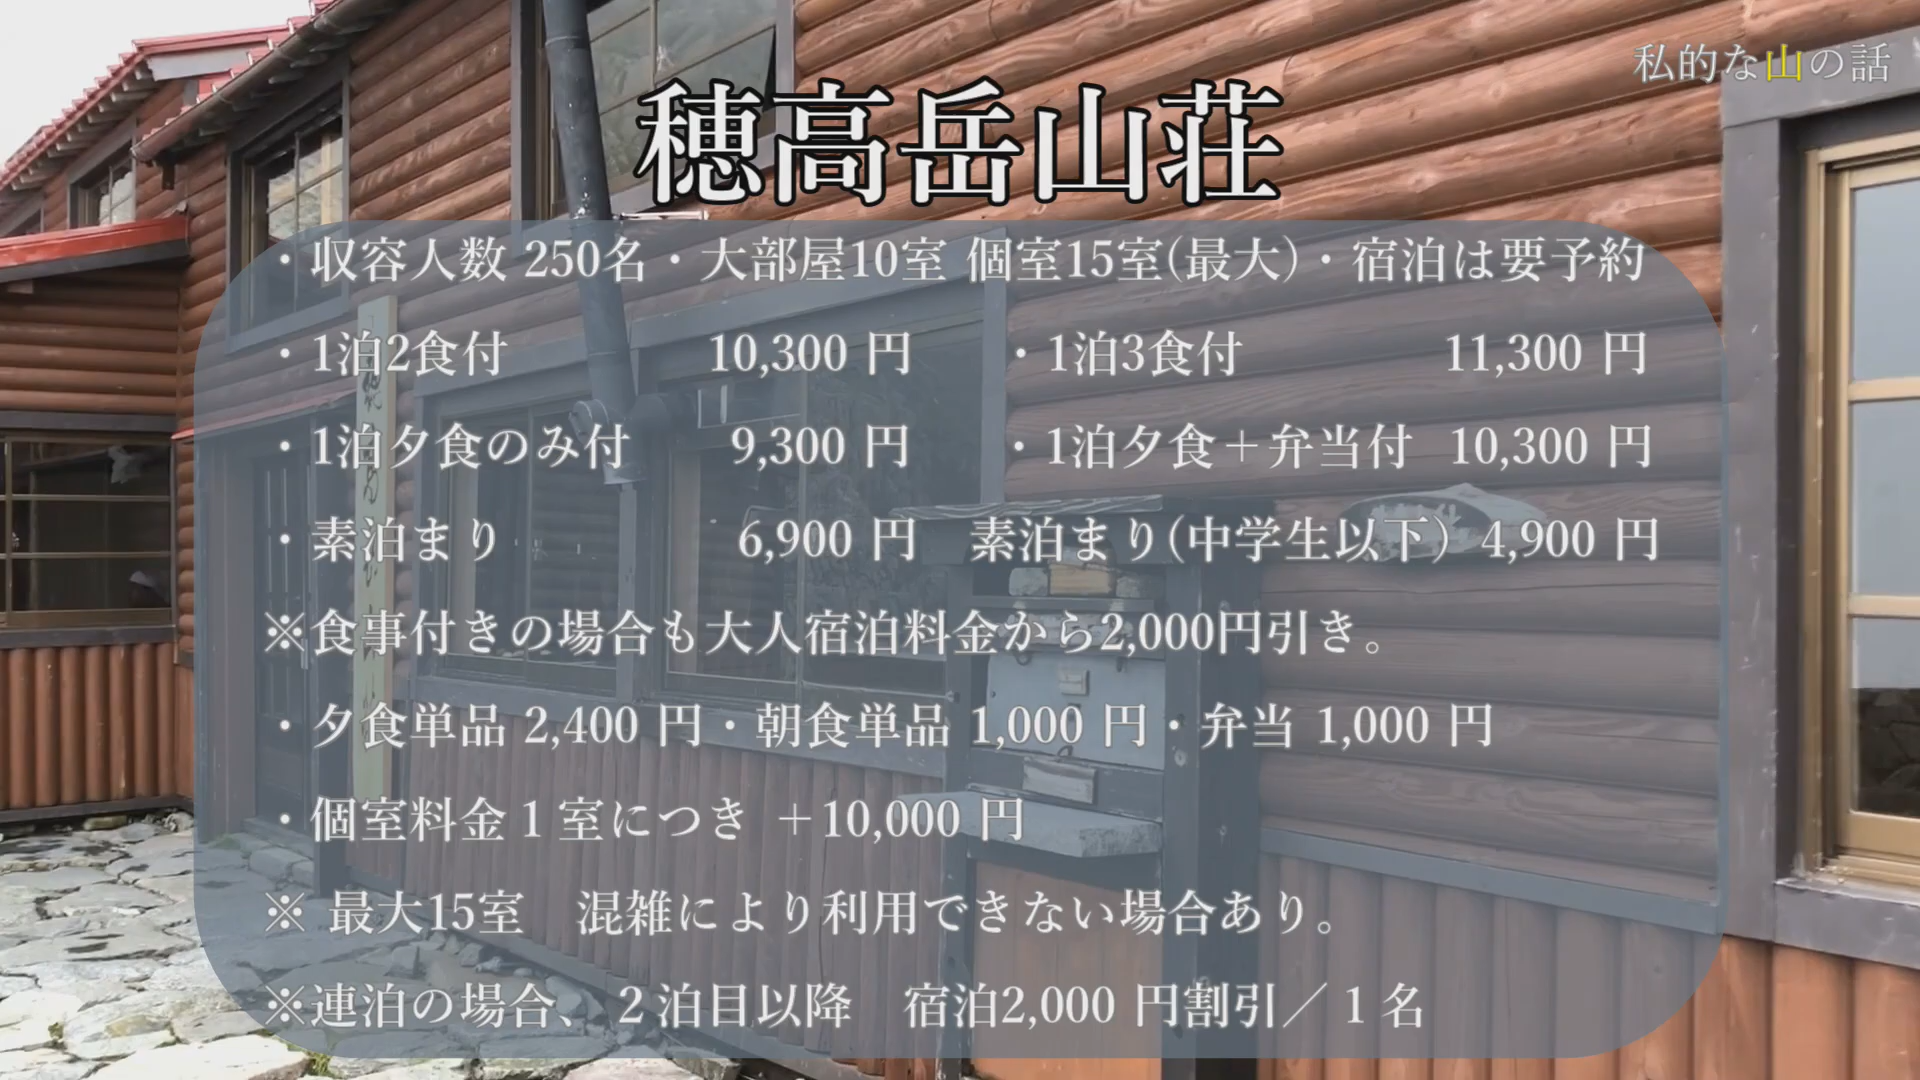 私的な山の話
穂高岳山荘
・収容人数 250名・大部屋10室 個室15室(最大)・宿泊は要予約
・1泊2食付 10,300 円 ・1泊3食付 11,300 円
・1泊夕食のみ付 9,300 円 ・1泊夕食＋弁当付 10,300 円
・素泊まり 6,900 円 素泊まり(中学生以下) 4,900 円
※食事付きの場合も大人宿泊料金から2,000円引き。
・夕食単品 2,400 円・朝食単品 1,000 円・弁当 1,000 円
・個室料金１室につき ＋10,000 円
※ 最大15室　混雑により利用できない場合あり。
※連泊の場合、２泊目以降　宿泊2,000 円割引／１名